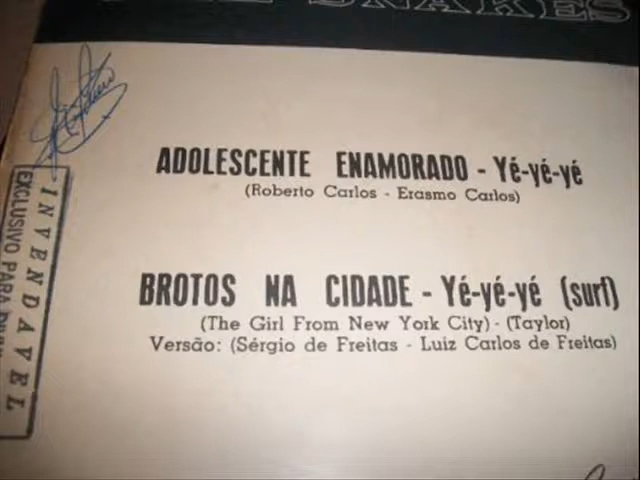 SNAKES
ADOLESCENTE ENAMORADO - Yé-yé-yé
(Roberto Carlos - Erasmo Carlos)
BROTOS NA CIDADE - Yé-yé-yé (surf)
(The Girl From New York City) - (Taylor)
Versão: (Sérgio de Freitas - Luiz Carlos de Freitas)
INVENDAVEL
EXCLUSIVO PARA